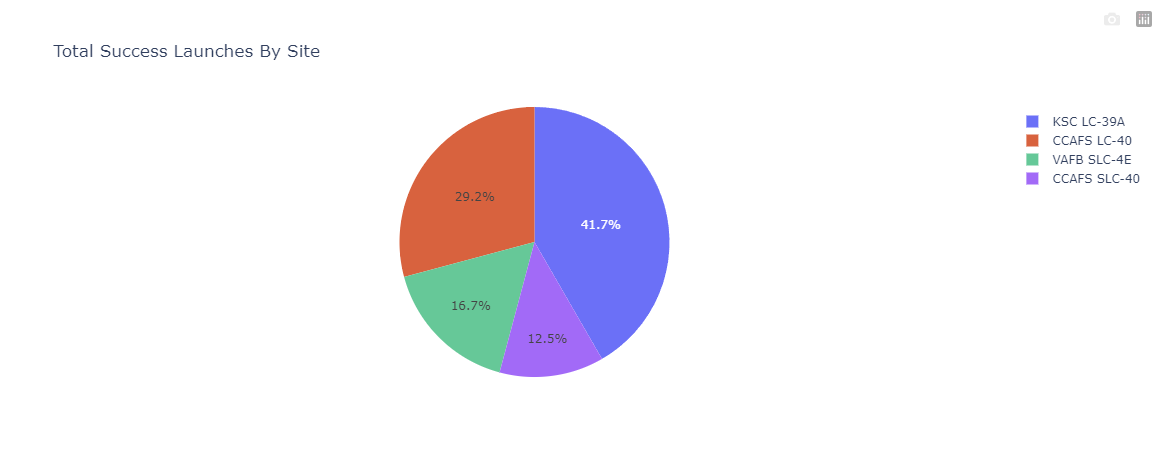 Total Success Launches By Site
KSC LC-39A
CCAFS LC-40
VAFB SLC-4E
CCAFS SLC-40
29.2%
41.7%
16.7%
12.5%